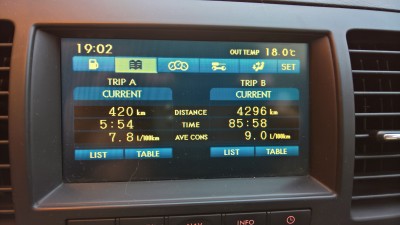 19:02 OUT TEMP 18.0℃
SET
TRIP A TRIP B
CURRENT CURRENT
420 km DISTANCE 4296 km
5:54 TIME 85:58
7.8 L/100km AVE CONS 9.0 L/100km
LIST TABLE LIST TABLE
NAVI INFO